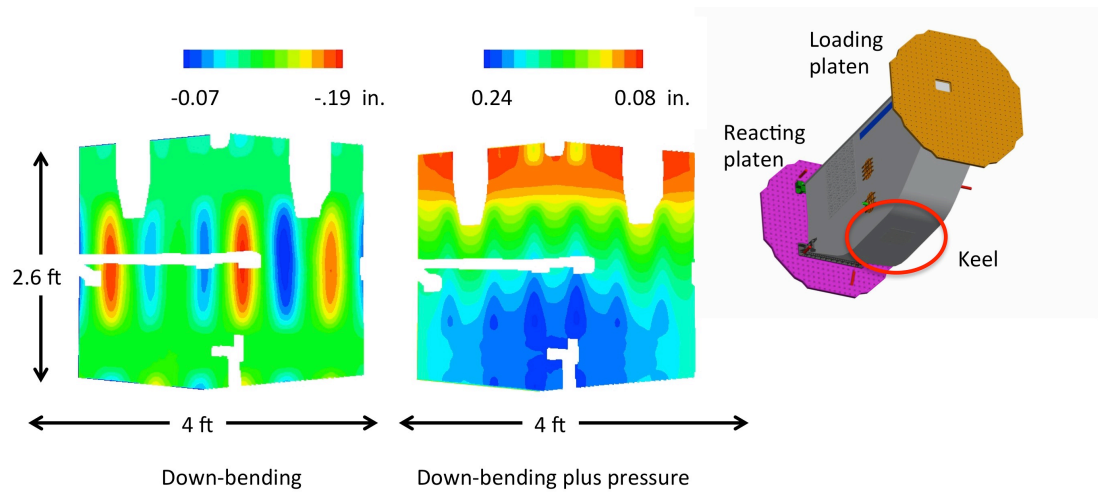 -0.07 -.19 in.
0.24 0.08 in.
Loading
platen
Reacting
platen
Keel
2.6 ft
4 ft
4 ft
Down-bending
Down-bending plus pressure